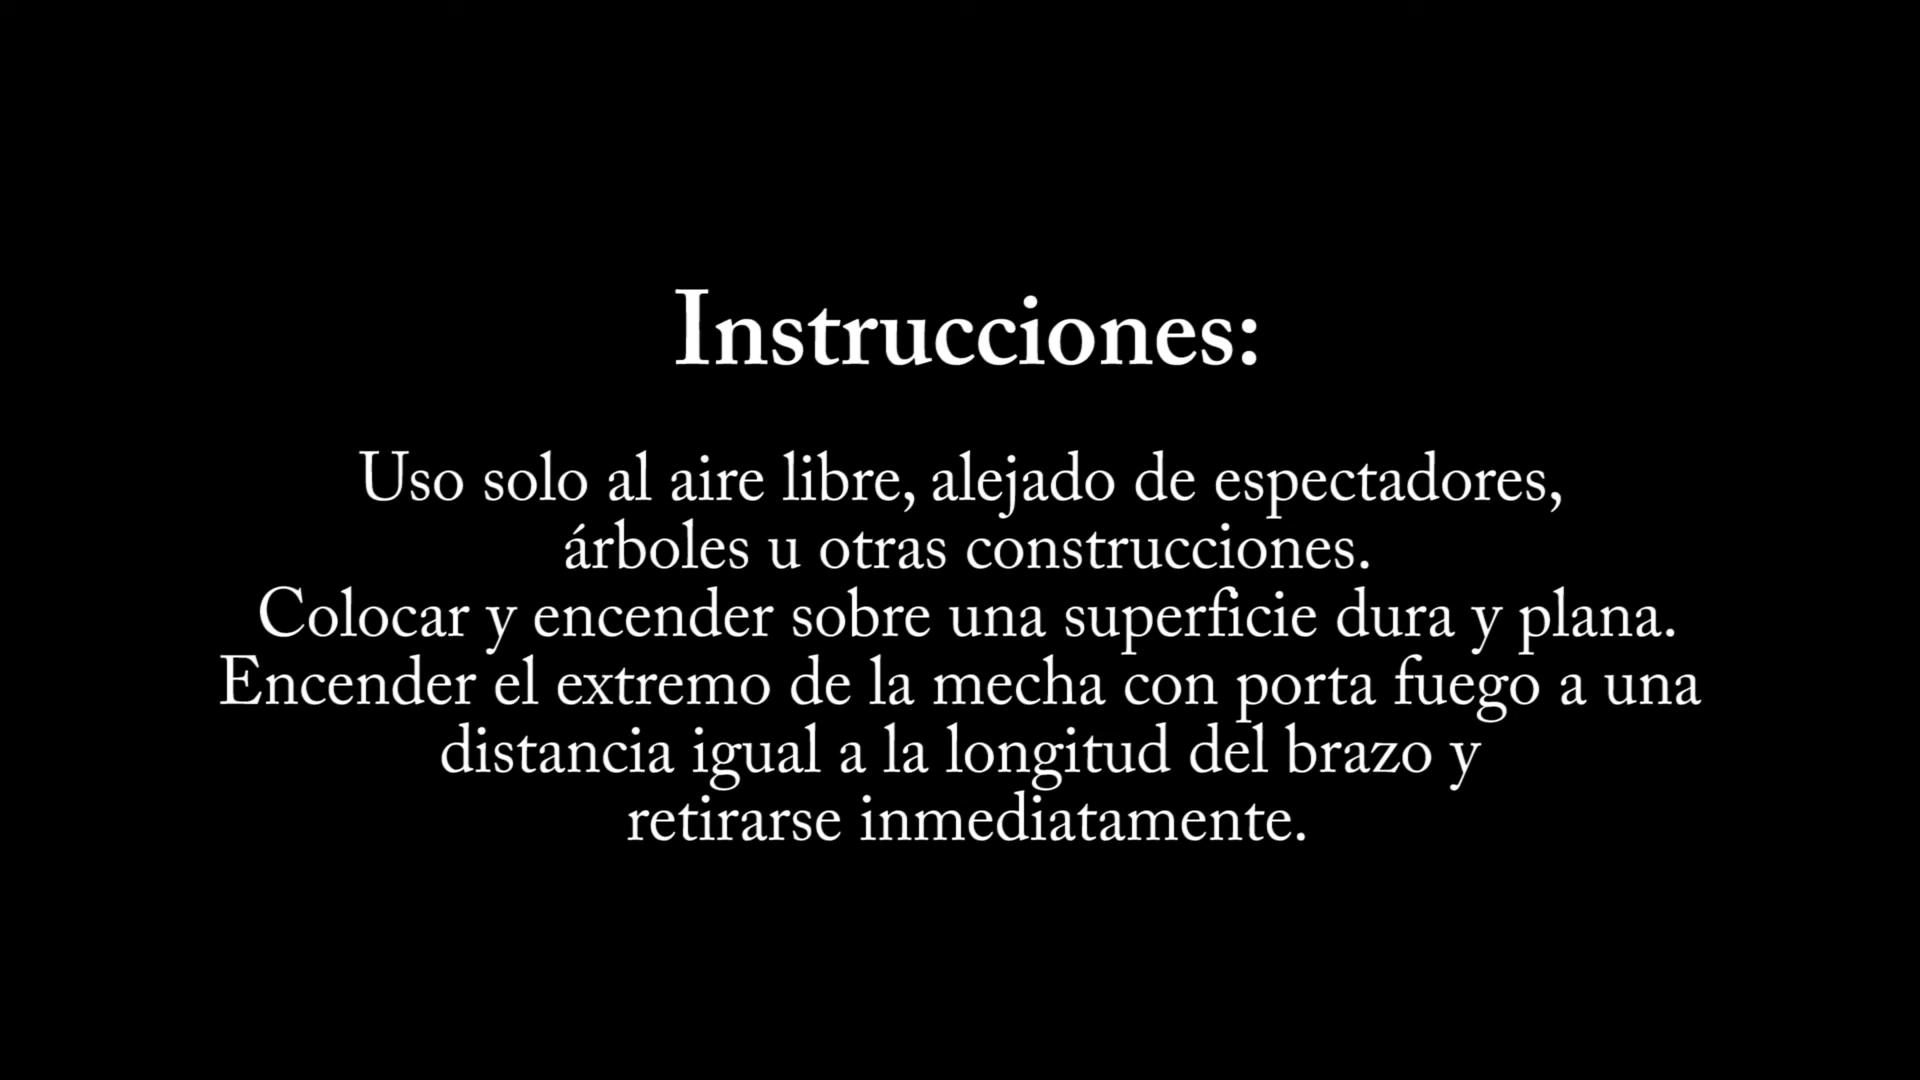 Instrucciones:
Uso solo al aire libre, alejado de espectadores,
árboles u otras construcciones.
Colocar y encender sobre una superficie dura y plana.
Encender el extremo de la mecha con porta fuego a una
distancia igual a la longitud del brazo y
retirarse inmediatamente.